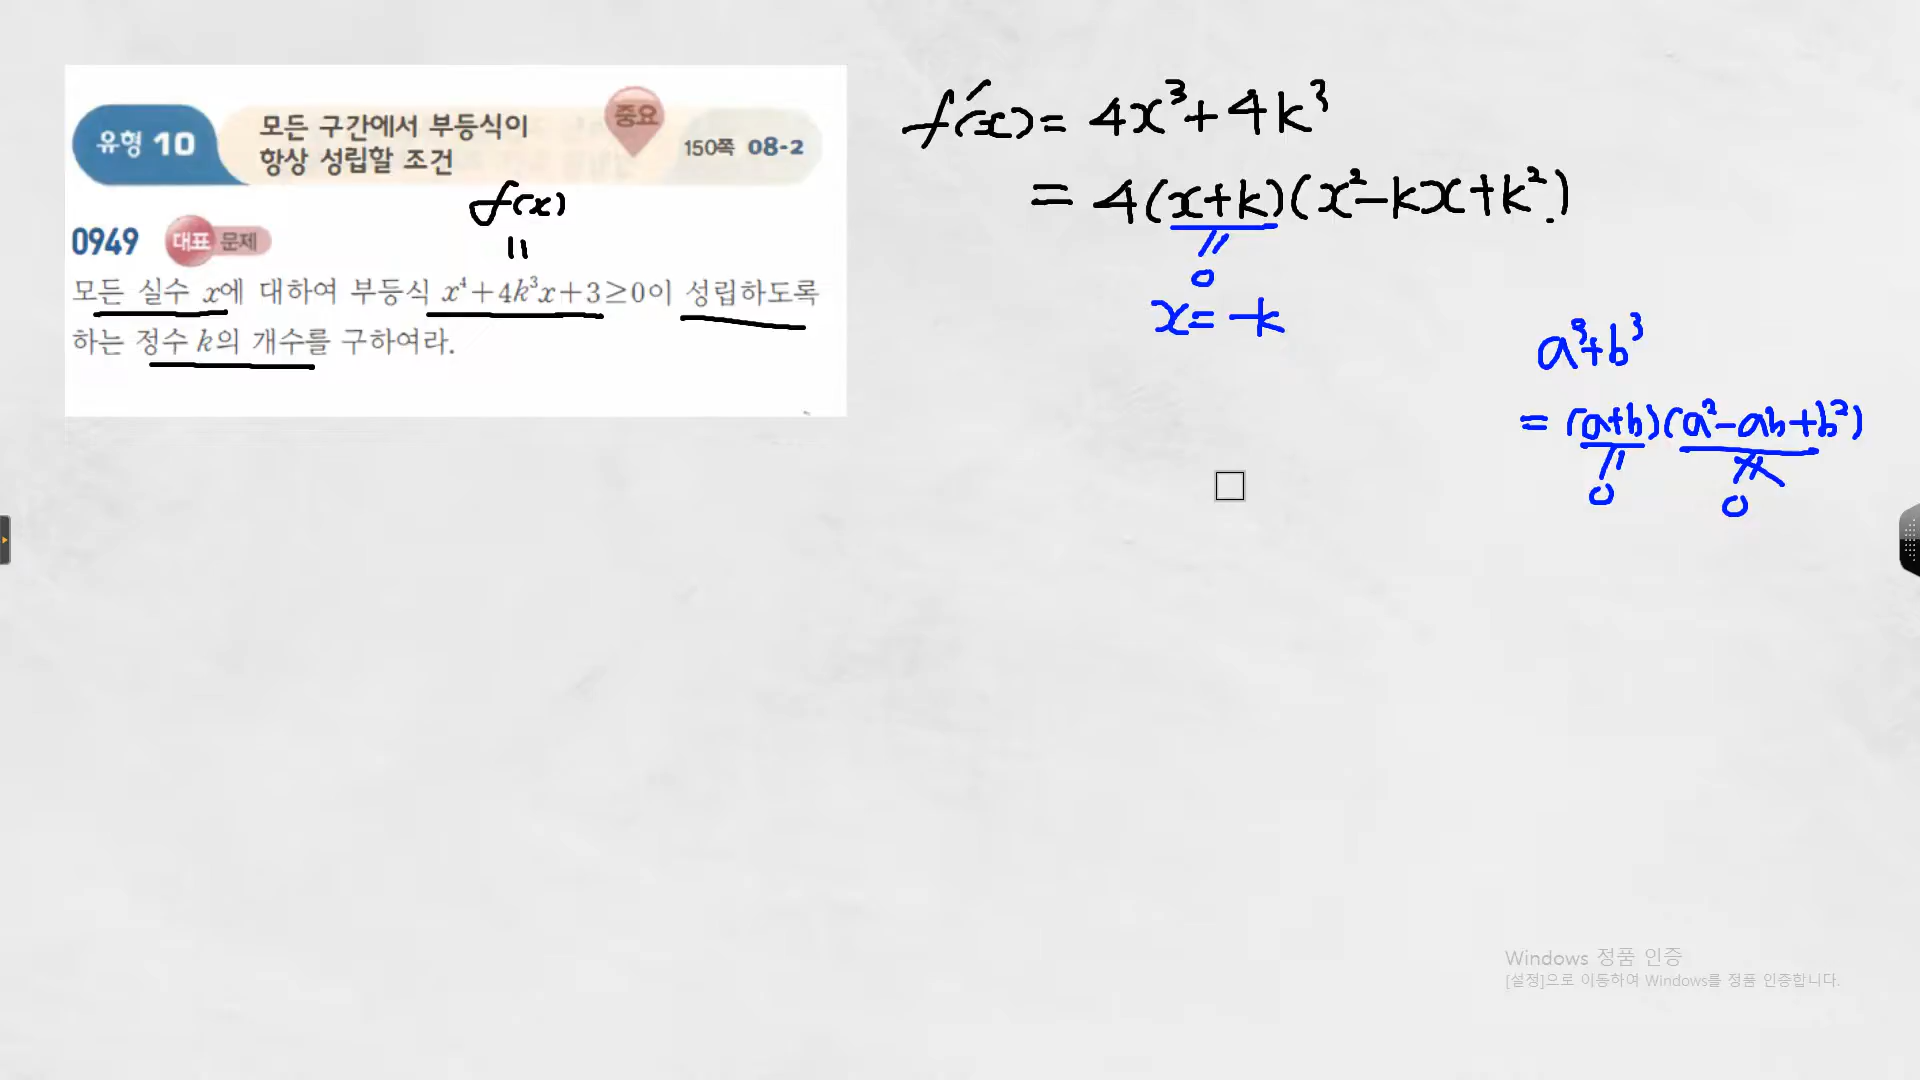 유형 10
모든 구간에서 부등식이
항상 성립할 조건
중요
150쪽 08-2
f(x)
=
0949 대표 문제
모든 실수 x에 대하여 부등식 x⁴+4k³x+3≥0이 성립하도록
하는 정수 k의 개수를 구하여라.
f'(x)= 4x³+4k³
= 4(x+k)(x²-kx+k²)
=
0
x=-k
a³+b³
= (a+b)(a²-ab+b²)
= ≠
0 0
Windows 정품 인증
[설정]으로 이동하여 Windows를 정품 인증합니다.